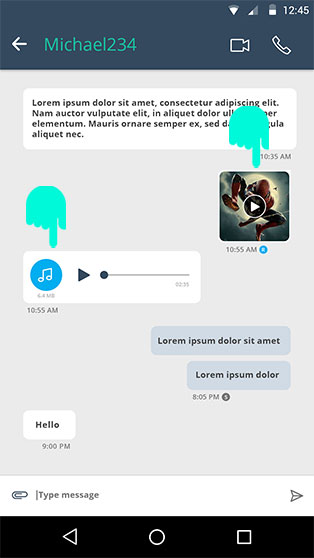 12:45
Michael234
Lorem ipsum dolor sit amet, consectetur adipiscing elit.
Nam auctor vulputate elit, in aliquet dolor ul
elementum. Mauris ornare semper ex, sed da gula
aliquet nec.
10:35 AM
10:55 AM R
6.4 MB
02:35
10:55 AM
Lorem ipsum dolor sit amet
Lorem ipsum dolor
8:05 PM S
Hello
9:00 PM
Type message